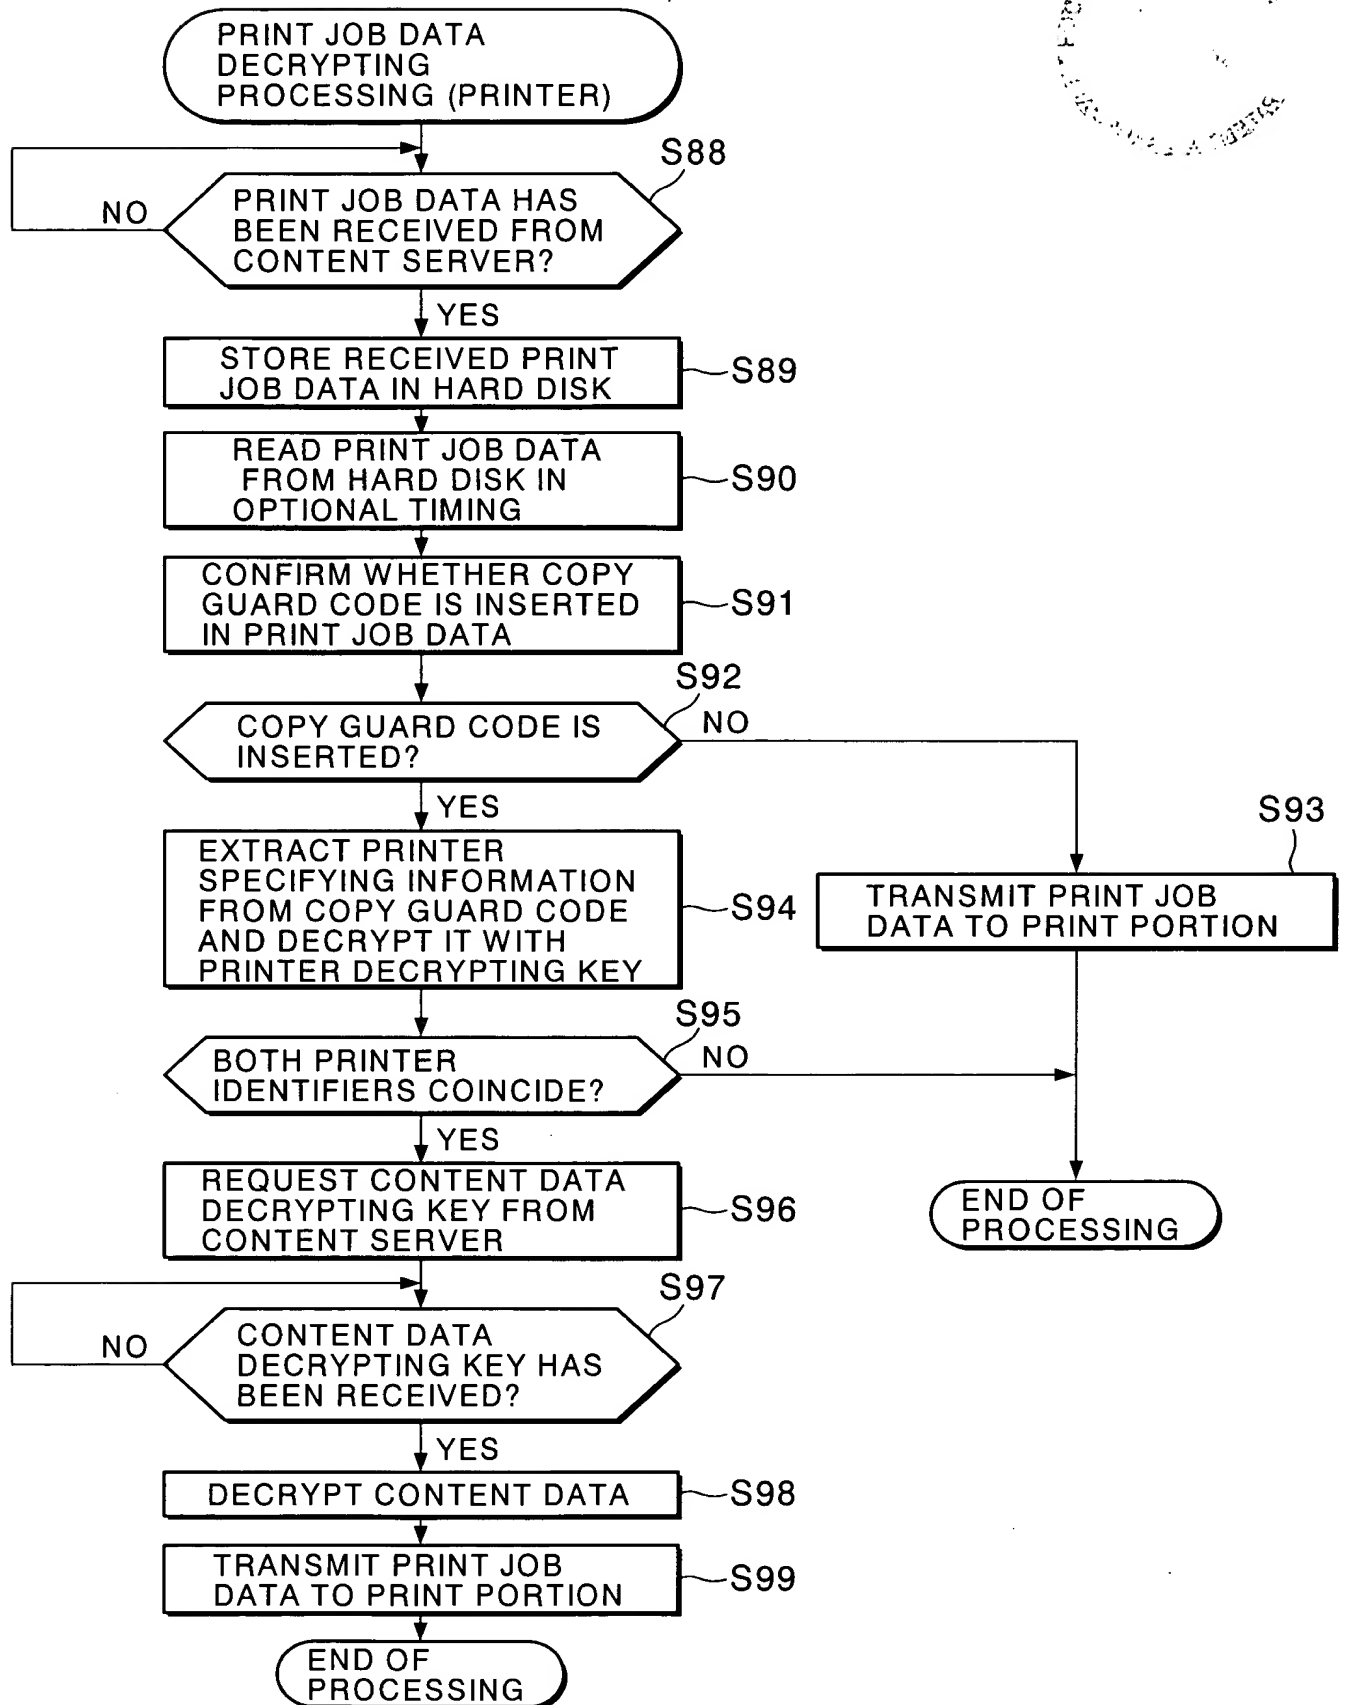 PRINT JOB DATA
DECRYPTING
PROCESSING (PRINTER)
S88
PRINT JOB DATA HAS
BEEN RECEIVED FROM
CONTENT SERVER?
NO
YES
STORE RECEIVED PRINT
JOB DATA IN HARD DISK
S89
READ PRINT JOB DATA
FROM HARD DISK IN
OPTIONAL TIMING
S90
CONFIRM WHETHER COPY
GUARD CODE IS INSERTED
IN PRINT JOB DATA
S91
S92
COPY GUARD CODE IS
INSERTED?
NO
YES
S93
TRANSMIT PRINT JOB
DATA TO PRINT PORTION
EXTRACT PRINTER
SPECIFYING INFORMATION
FROM COPY GUARD CODE
AND DECRYPT IT WITH
PRINTER DECRYPTING KEY
S94
S95
BOTH PRINTER
IDENTIFIERS COINCIDE?
NO
YES
END OF
PROCESSING
REQUEST CONTENT DATA
DECRYPTING KEY FROM
CONTENT SERVER
S96
S97
CONTENT DATA
DECRYPTING KEY HAS
BEEN RECEIVED?
NO
YES
DECRYPT CONTENT DATA
S98
TRANSMIT PRINT JOB
DATA TO PRINT PORTION
S99
END OF
PROCESSING